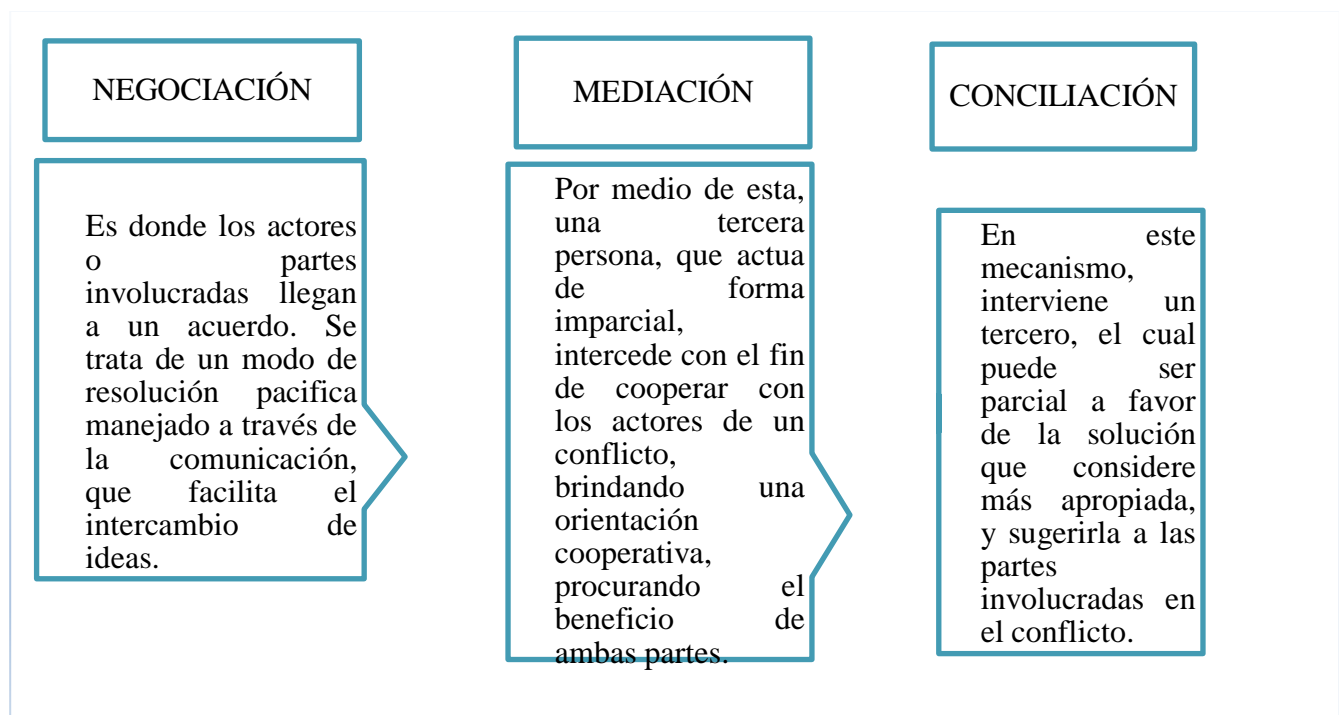 NEGOCIACIÓN
Es donde los actores
o partes
involucradas llegan
a un acuerdo. Se
trata de un modo de
resolución pacifica
manejado a través de
la comunicación,
que facilita el
intercambio de
ideas.
MEDIACIÓN
Por medio de esta,
una tercera
persona, que actua
de forma
imparcial,
intercede con el fin
de cooperar con
los actores de un
conflicto,
brindando una
orientación
cooperativa,
procurando el
beneficio de
ambas partes.
CONCILIACIÓN
En este
mecanismo,
interviene un
tercero, el cual
puede ser
parcial a favor
de la solución
que considere
más apropiada,
y sugerirla a las
partes
involucradas en
el conflicto.